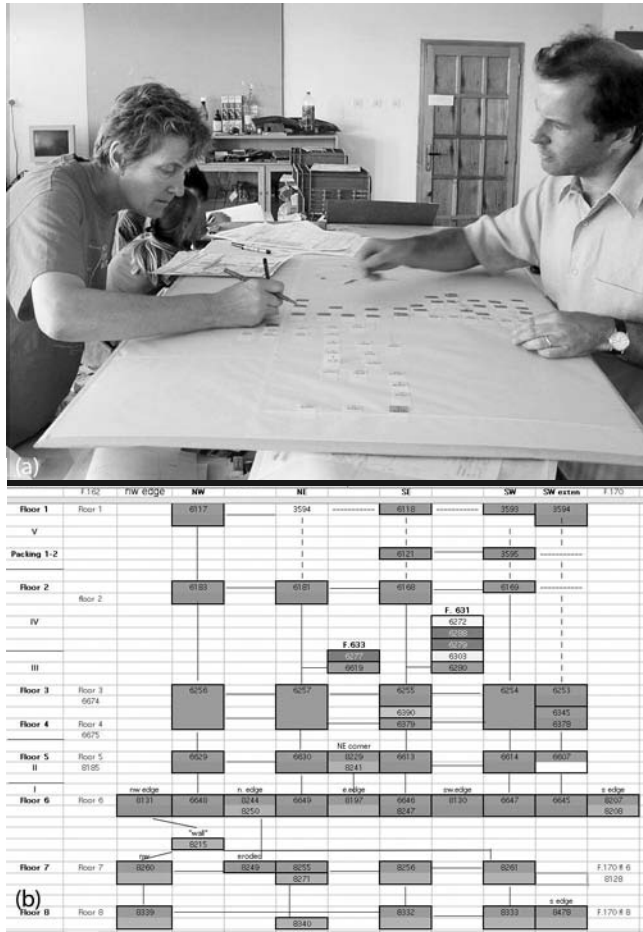 (a)
F.162 nw edge NW NE SE SW SW exten F.170
Floor 1 Floor 1 6117 3594 6118 3593 3594
V
Packing 1-2 6121 3595
Floor 2 6183 6181 6168 6169
floor 2
F. 631
IV 6272
F.633
6303
III 6619 6280
Floor 3 Floor 3 6256 6257 6255 6254 6253
6674
6390 6345
Floor 4 Floor 4 6379 6378
6675
NE corner
Floor 5 Floor 5 6629 6630 8229 6613 6614 6607
II 8185 8241
I nw edge n. edge e.edge sw.edge s edge
Floor 6 Floor 6 8131 6648 8244 6649 8197 6646 8130 6647 6645 8207
8250 8247 8208
"wall"
8215
nw eroded
Floor 7 Floor 7 8260 8249 8255 8256 8261 F.170 fl 6
8271 8128
s edge
(b)
Floor 8 Floor 8 8339 8332 8333 8478 F.170 fl 8
8340